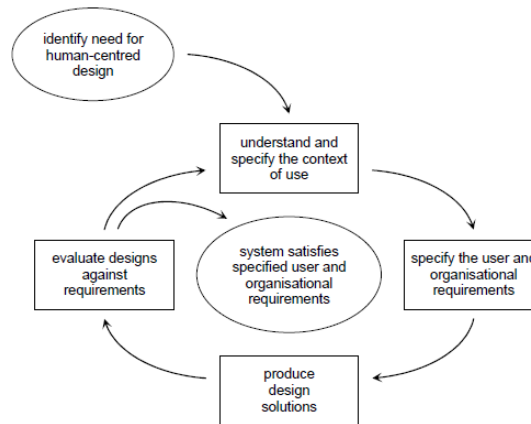 identify need for
human-centred
design
understand and
specify the context
of use
evaluate designs
against
requirements
system satisfies
specified user and
organisational
requirements
specify the user and
organisational
requirements
produce
design
solutions